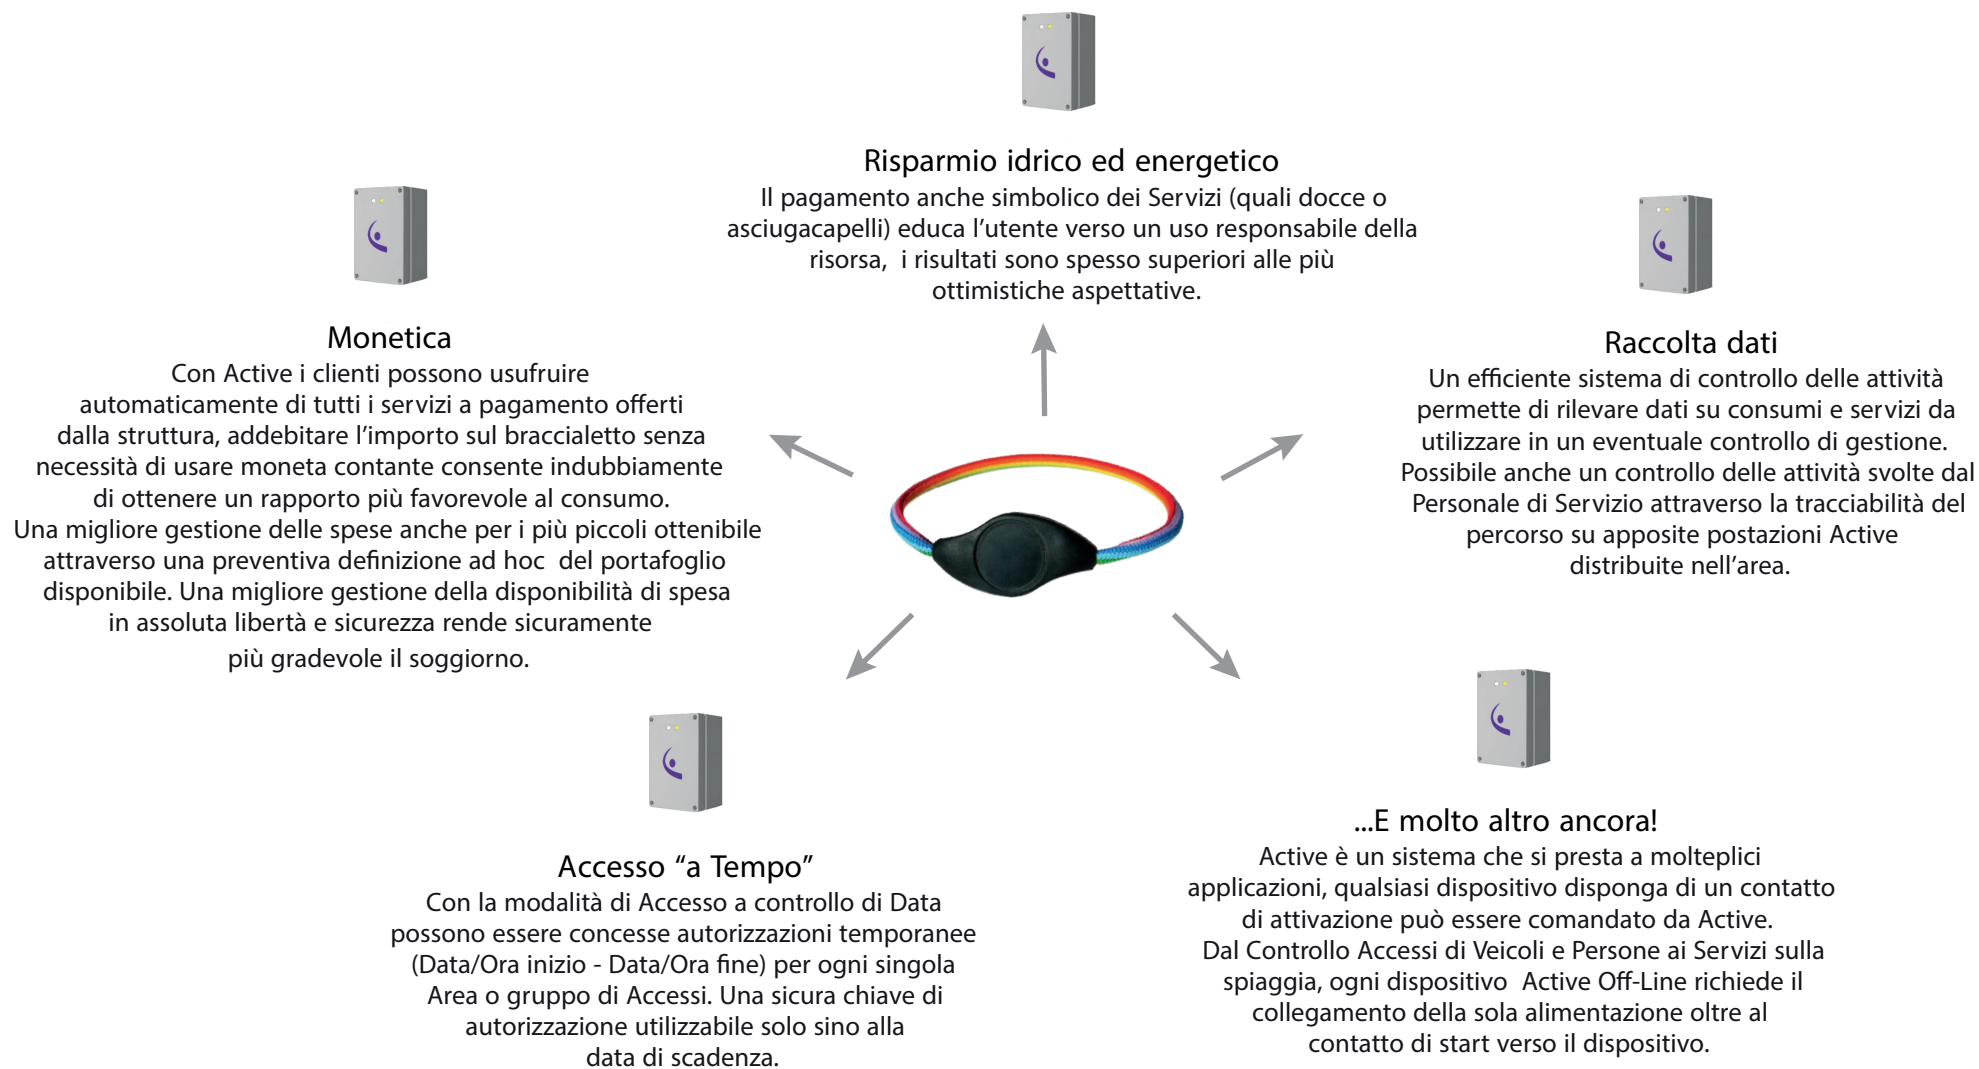 Risparmio idrico ed energetico
Il pagamento anche simbolico dei Servizi (quali docce o
asciugacapelli) educa l’utente verso un uso responsabile della
risorsa,  i risultati sono spesso superiori alle più
ottimistiche aspettative.
Monetica
Con Active i clienti possono usufruire
automaticamente di tutti i servizi a pagamento offerti
dalla struttura, addebitare l’importo sul braccialetto senza
necessità di usare moneta contante consente indubbiamente
di ottenere un rapporto più favorevole al consumo.
Una migliore gestione delle spese anche per i più piccoli ottenibile
attraverso una preventiva definizione ad hoc  del portafoglio
disponibile. Una migliore gestione della disponibilità di spesa
in assoluta libertà e sicurezza rende sicuramente
più gradevole il soggiorno.
Raccolta dati
Un efficiente sistema di controllo delle attività
permette di rilevare dati su consumi e servizi da
utilizzare in un eventuale controllo di gestione.
Possibile anche un controllo delle attività svolte dal
Personale di Servizio attraverso la tracciabilità del
percorso su apposite postazioni Active
distribuite nell’area.
Accesso “a Tempo”
Con la modalità di Accesso a controllo di Data
possono essere concesse autorizzazioni temporanee
(Data/Ora inizio - Data/Ora fine) per ogni singola
Area o gruppo di Accessi. Una sicura chiave di
autorizzazione utilizzabile solo sino alla
data di scadenza.
...E molto altro ancora!
Active è un sistema che si presta a molteplici
applicazioni, qualsiasi dispositivo disponga di un contatto
di attivazione può essere comandato da Active.
Dal Controllo Accessi di Veicoli e Persone ai Servizi sulla
spiaggia, ogni dispositivo  Active Off-Line richiede il
collegamento della sola alimentazione oltre al
contatto di start verso il dispositivo.